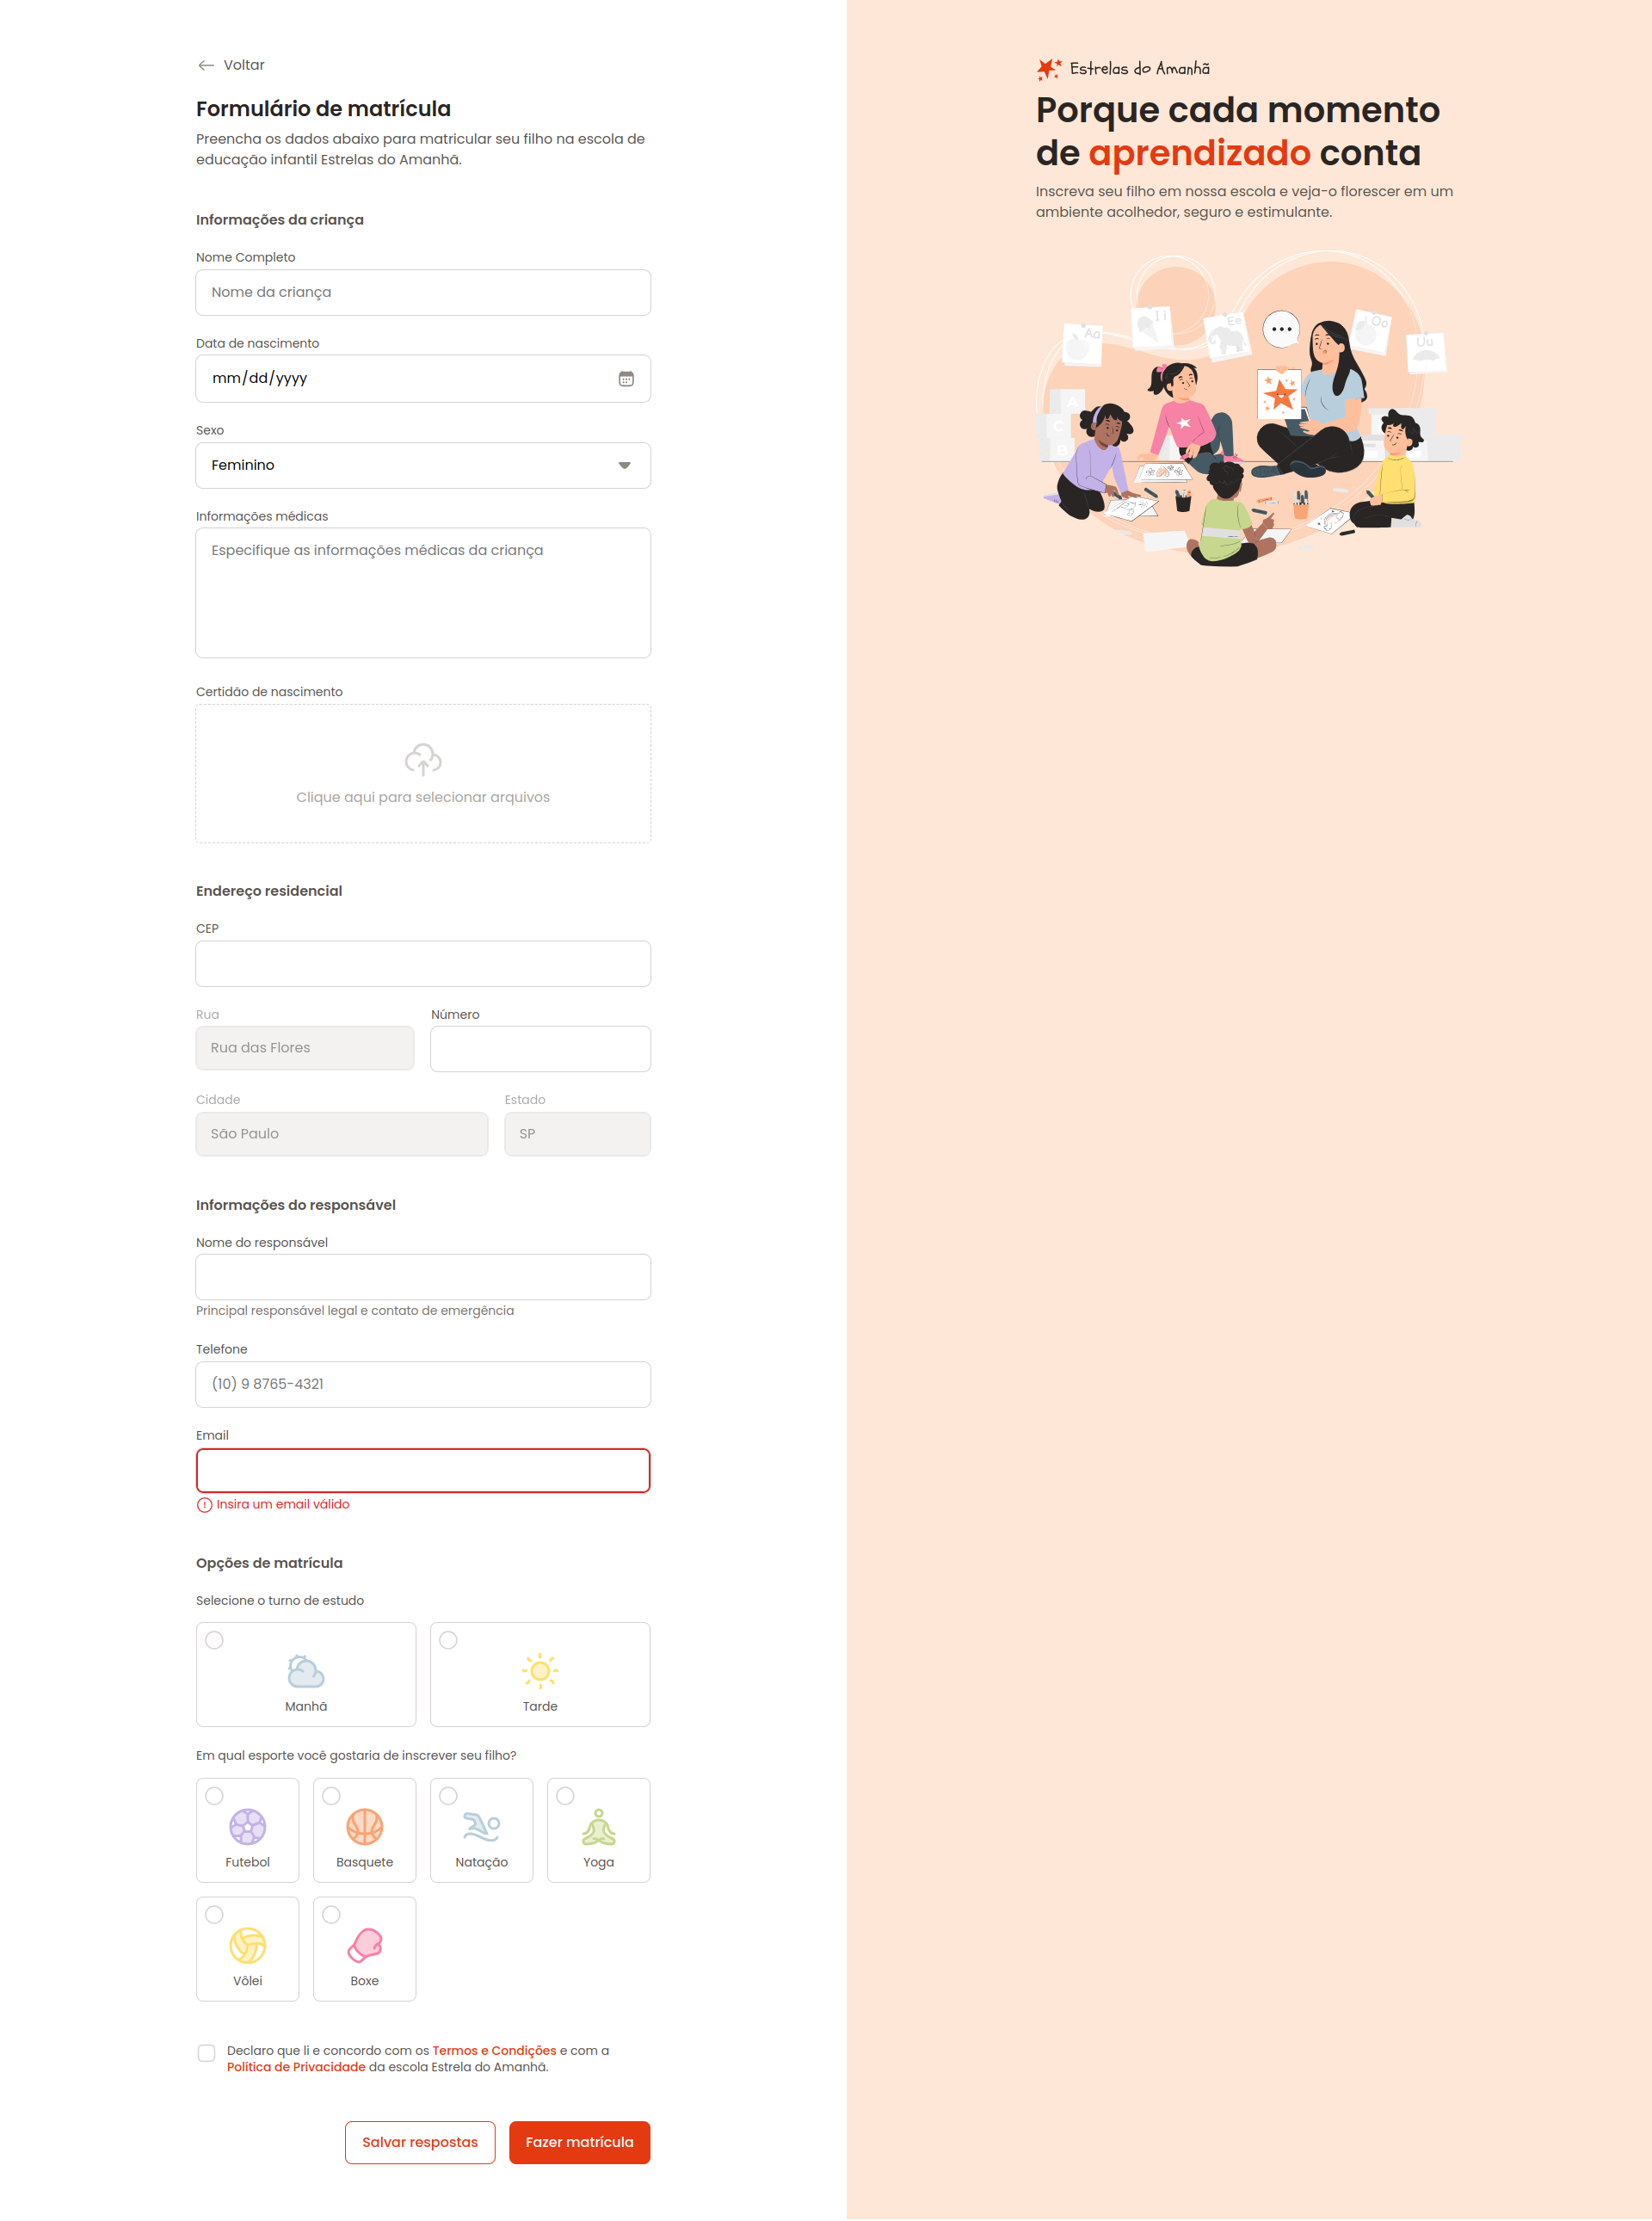 Voltar
Formulário de matrícula
Preencha os dados abaixo para matricular seu filho na escola de
educação infantil Estrelas do Amanhã.
Informações da criança
Nome Completo
Nome da criança
Data de nascimento
mm/dd/yyyy
Sexo
Feminino
Informações médicas
Especifique as informações médicas da criança
Certidão de nascimento
Clique aqui para selecionar arquivos
Endereço residencial
CEP
Rua
Número
Rua das Flores
Cidade
Estado
São Paulo
SP
Informações do responsável
Nome do responsável
Principal responsável legal e contato de emergência
Telefone
(10) 9 8765-4321
Email
Insira um email válido
Opções de matrícula
Selecione o turno de estudo
Manhã
Tarde
Em qual esporte você gostaria de inscrever seu filho?
Futebol
Basquete
Natação
Yoga
Vôlei
Boxe
Declaro que li e concordo com os Termos e Condições e com a
Política de Privacidade da escola Estrela do Amanhã.
Salvar respostas
Fazer matrícula
Estrelas do Amanhã
Porque cada momento
de aprendizado conta
Inscreva seu filho em nossa escola e veja-o florescer em um
ambiente acolhedor, seguro e estimulante.
Aa
Ii
Ee
Oo
Uu
A
C
B